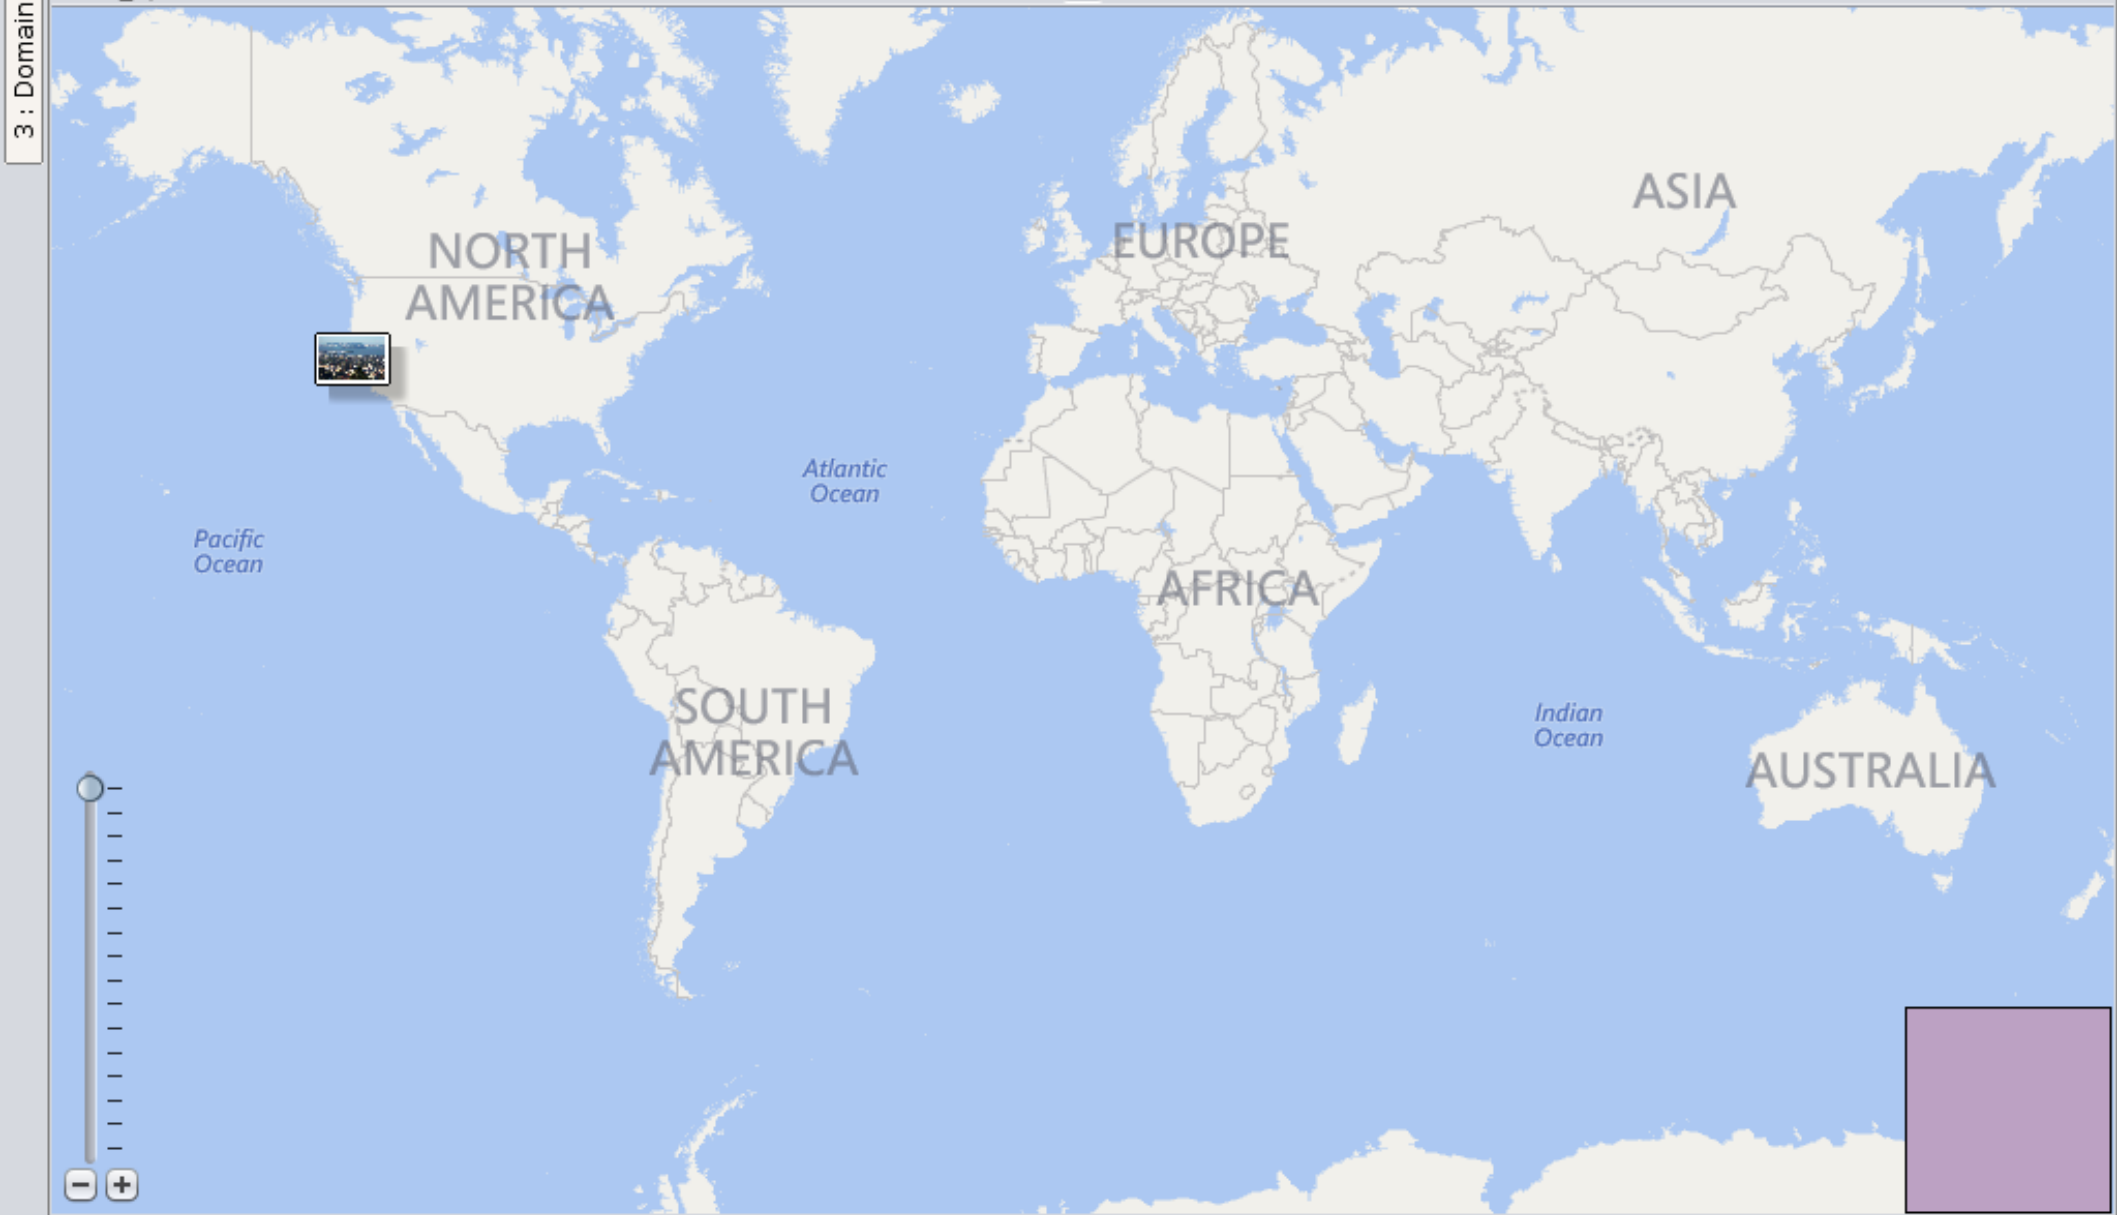 3 : Domain
ASIA
EUROPE
NORTH
AMERICA
Atlantic
Ocean
Pacific
Ocean
AFRICA
SOUTH
AMERICA
Indian
Ocean
AUSTRALIA